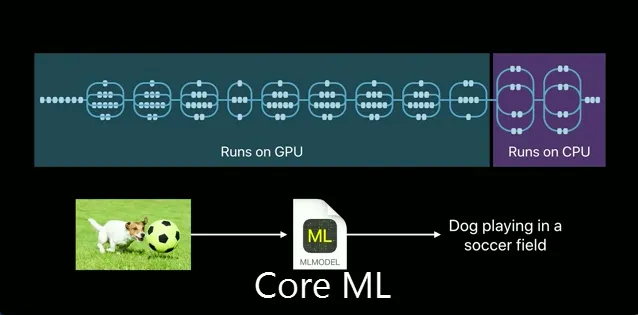 Runs on GPU
Runs on CPU
ML
MLMODEL
Dog playing in a
soccer field
Core ML